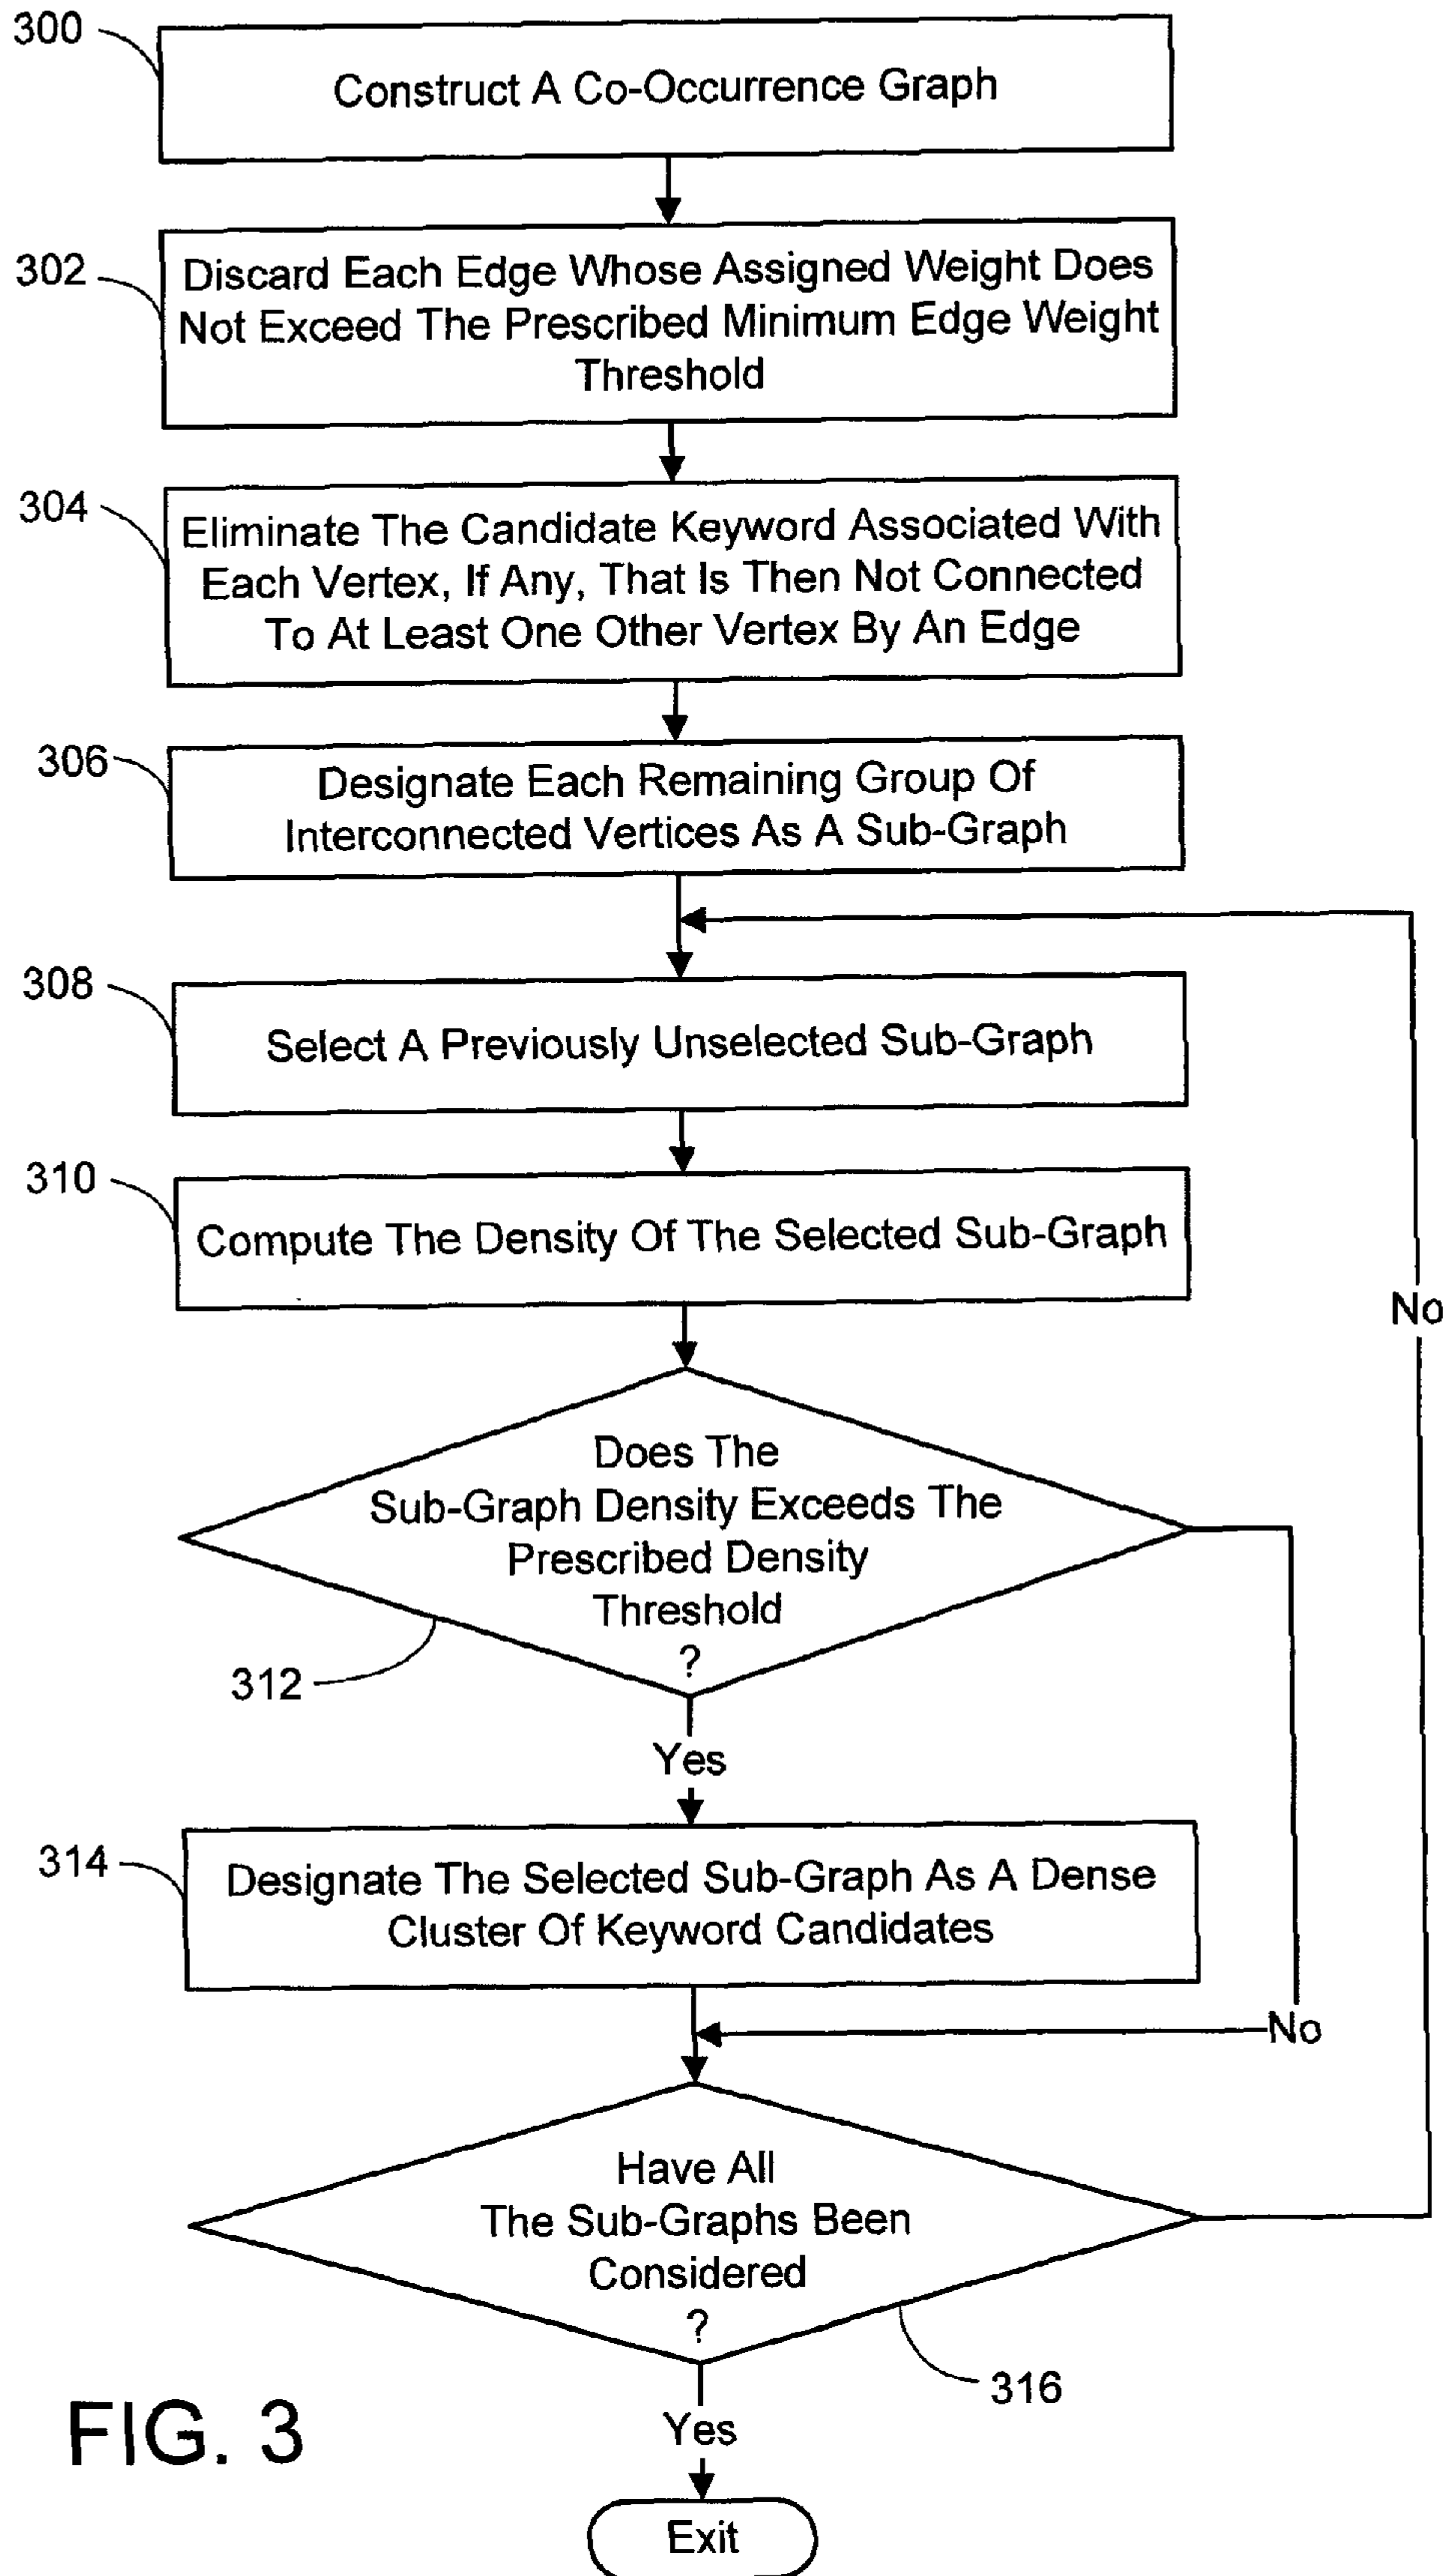 300
Construct A Co-Occurrence Graph
302
Discard Each Edge Whose Assigned Weight Does
Not Exceed The Prescribed Minimum Edge Weight
Threshold
304
Eliminate The Candidate Keyword Associated With
Each Vertex, If Any, That Is Then Not Connected
To At Least One Other Vertex By An Edge
306
Designate Each Remaining Group Of
Interconnected Vertices As A Sub-Graph
308
Select A Previously Unselected Sub-Graph
310
Compute The Density Of The Selected Sub-Graph
No
Does The
Sub-Graph Density Exceeds The
Prescribed Density
Threshold
?
312
Yes
314
Designate The Selected Sub-Graph As A Dense
Cluster Of Keyword Candidates
No
Have All
The Sub-Graphs Been
Considered
?
316
Yes
FIG. 3
Exit